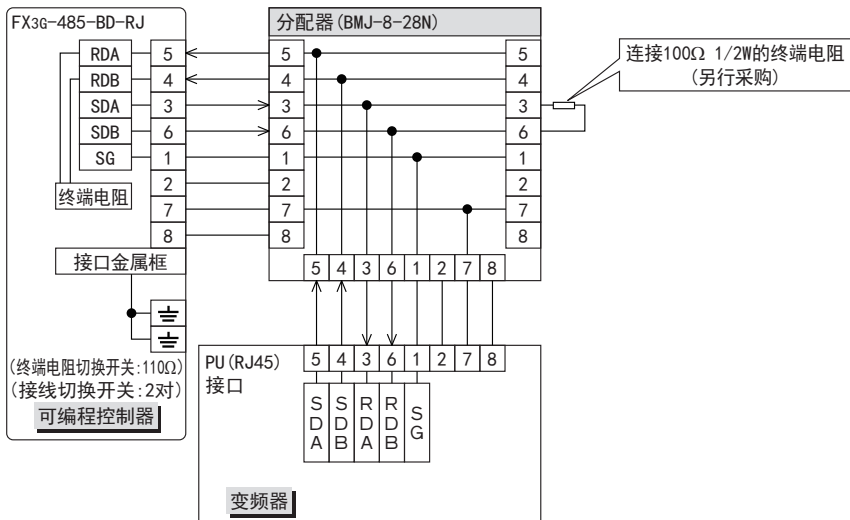 FX3G-485-BD-RJ
RDA 5
RDB 4
SDA 3
SDB 6
SG 1
2
终端电阻
7
8
接口金属框
(终端电阻切换开关:110Ω)
(接线切换开关:2对)
可编程控制器
分配器(BMJ-8-28N)
5 5
4 4
3 3
6 6
1 1
2 2
7 7
8 8
5 4 3 6 1 2 7 8
连接100Ω 1/2W的终端电阻
(另行采购)
PU(RJ45)
接口
5 4 3 6 1 2 7 8
SDA SDB RDA RDB SG
变频器